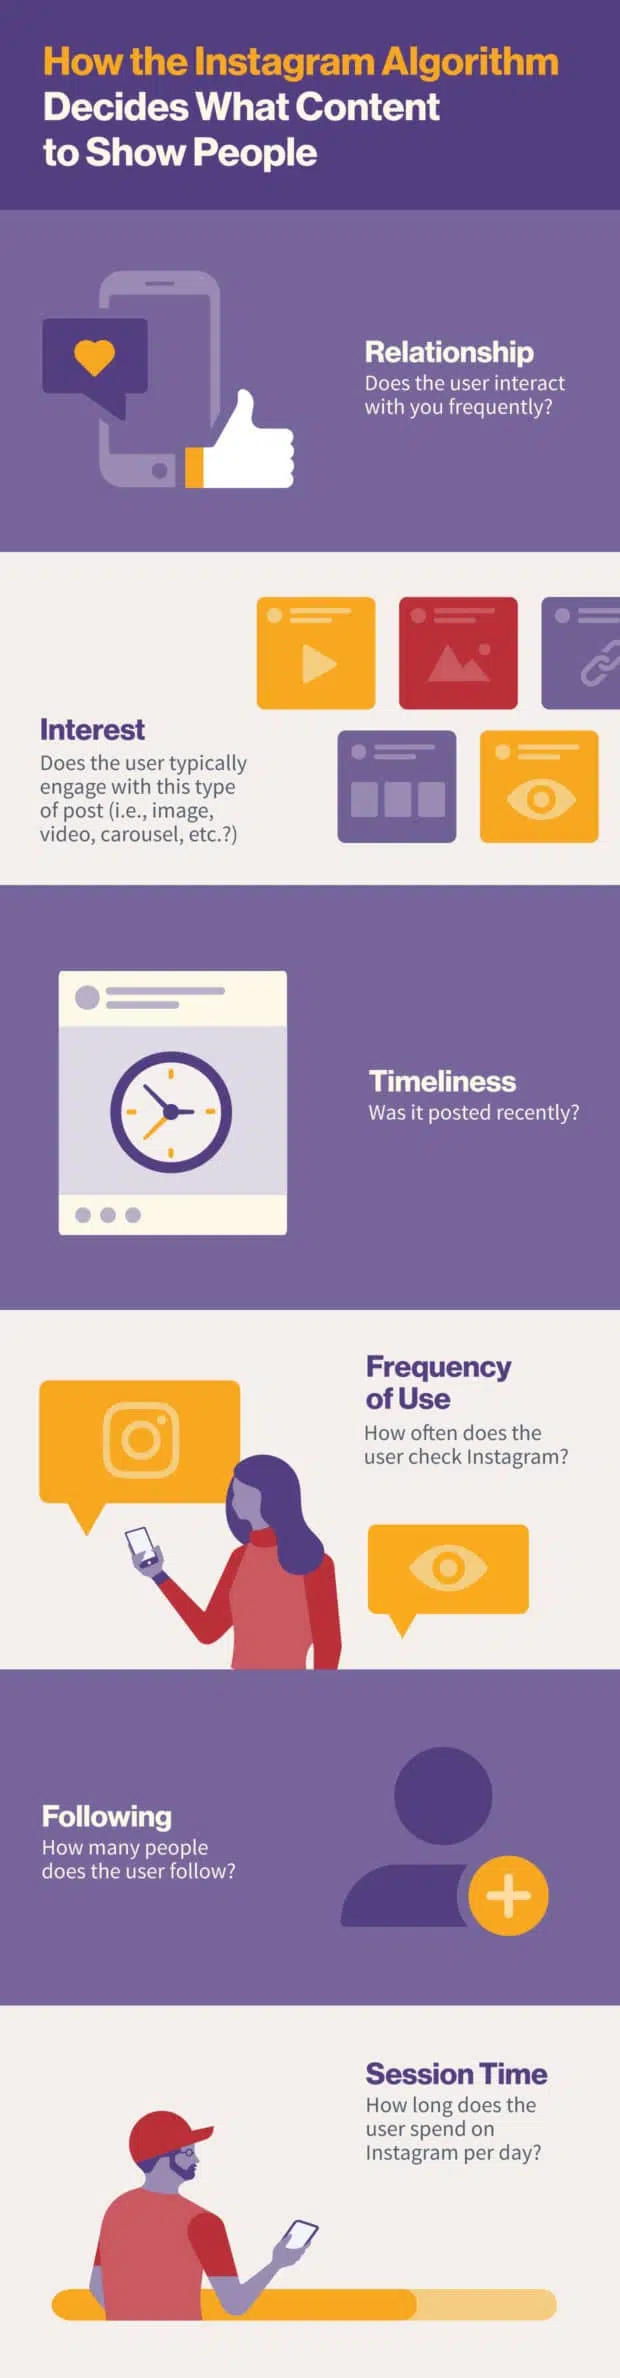 How the Instagram Algorithm
Decides What Content
to Show People
Relationship
Does the user interact
with you frequently?
Interest
Does the user typically
engage with this type
of post (i.e., image,
video, carousel, etc.?)
Timeliness
Was it posted recently?
Frequency
of Use
How often does the
user check Instagram?
Following
How many people
does the user follow?
Session Time
How long does the
user spend on
Instagram per day?